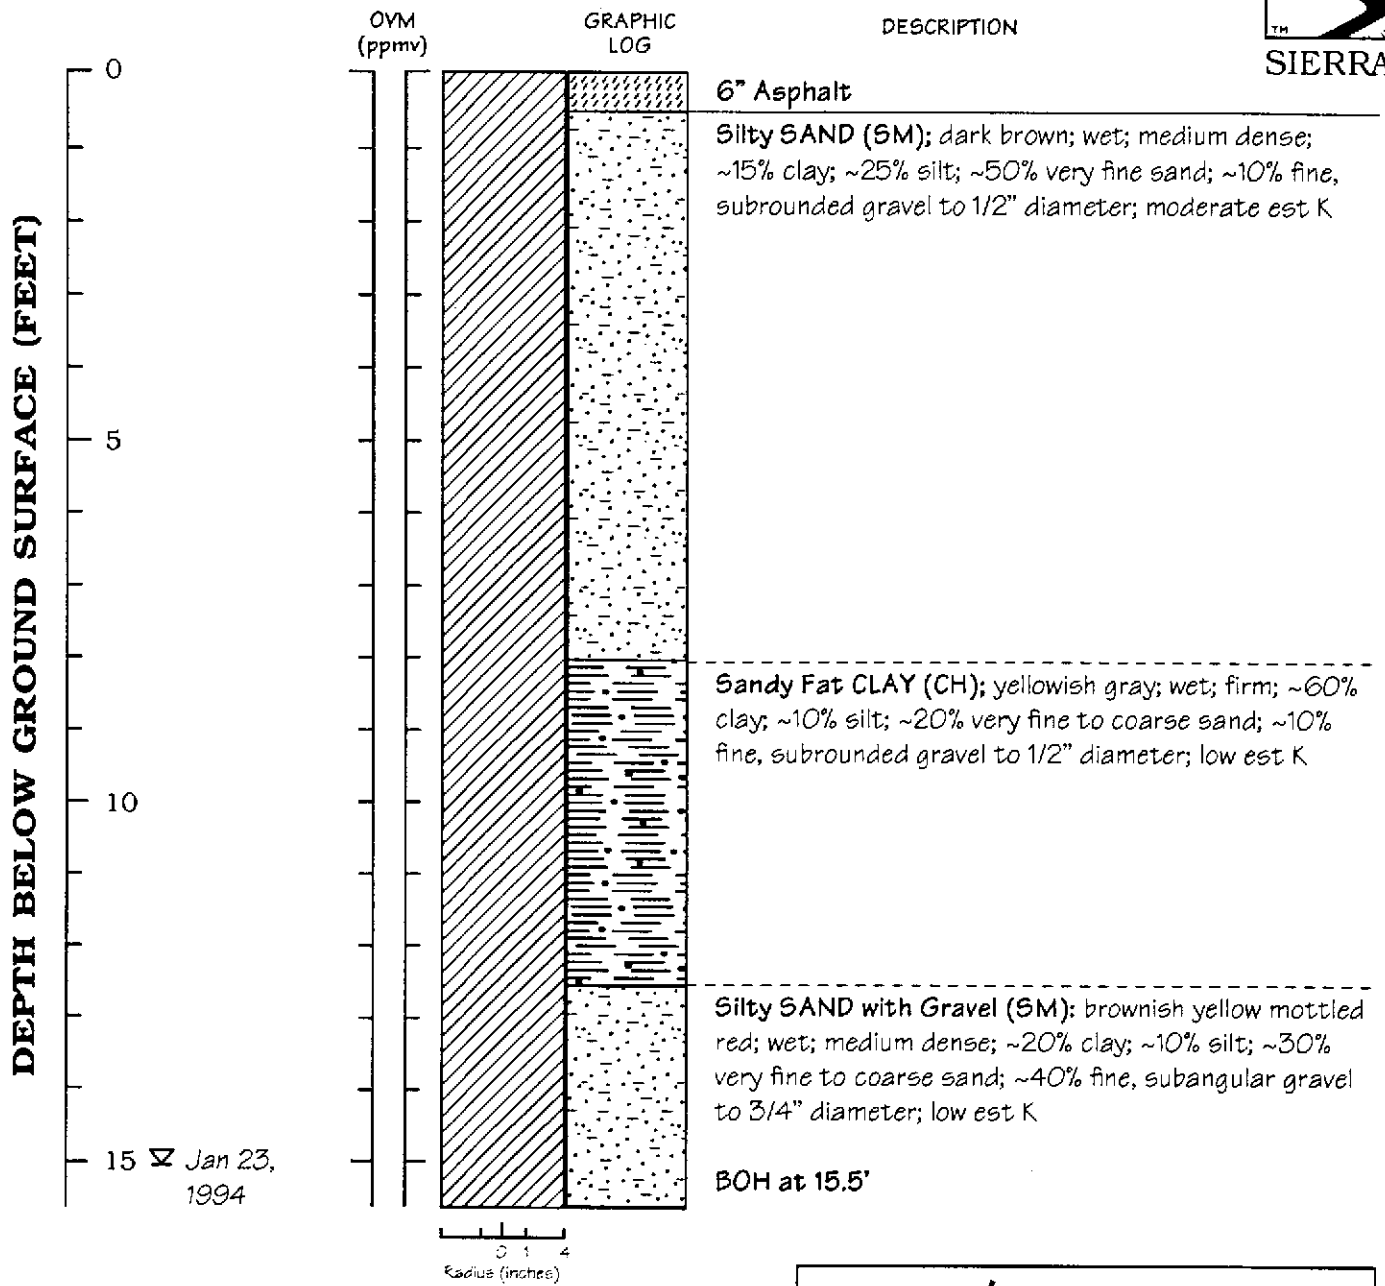 OVM
(ppmv)
GRAPHIC
LOG
DESCRIPTION
TM
SIERRA
DEPTH BELOW GROUND SURFACE (FEET)
0
6" Asphalt
Silty SAND (SM); dark brown; wet; medium dense;
~15% clay; ~25% silt; ~50% very fine sand; ~10% fine,
subrounded gravel to 1/2" diameter; moderate est K
5
Sandy Fat CLAY (CH); yellowish gray; wet; firm; ~60%
clay; ~10% silt; ~20% very fine to coarse sand; ~10%
fine, subrounded gravel to 1/2" diameter; low est K
10
Silty SAND with Gravel (SM): brownish yellow mottled
red; wet; medium dense; ~20% clay; ~10% silt; ~30%
very fine to coarse sand; ~40% fine, subangular gravel
to 3/4" diameter; low est K
15 Jan 23,
1994
BOH at 15.5'
0 1 4
Radius (inches)